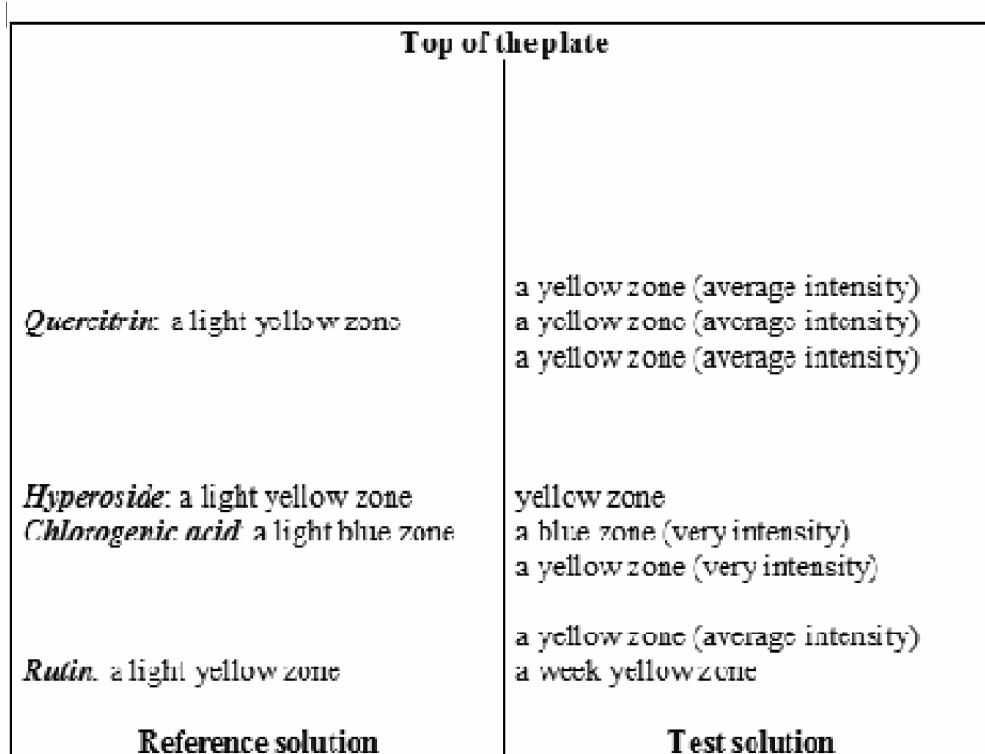 Top of the plate
a yellow zone (average intensity)
Quercitrin: a light yellow zone
a yellow zone (average intensity)
a yellow zone (average intensity)
Hyperoside: a light yellow zone
yellow zone
Chlorogenic acid: a light blue zone
a blue zone (very intensity)
a yellow zone (very intensity)
a yellow zone (average intensity)
Rutin: a light yellow zone
a week yellow zone
Reference solution
Test solution